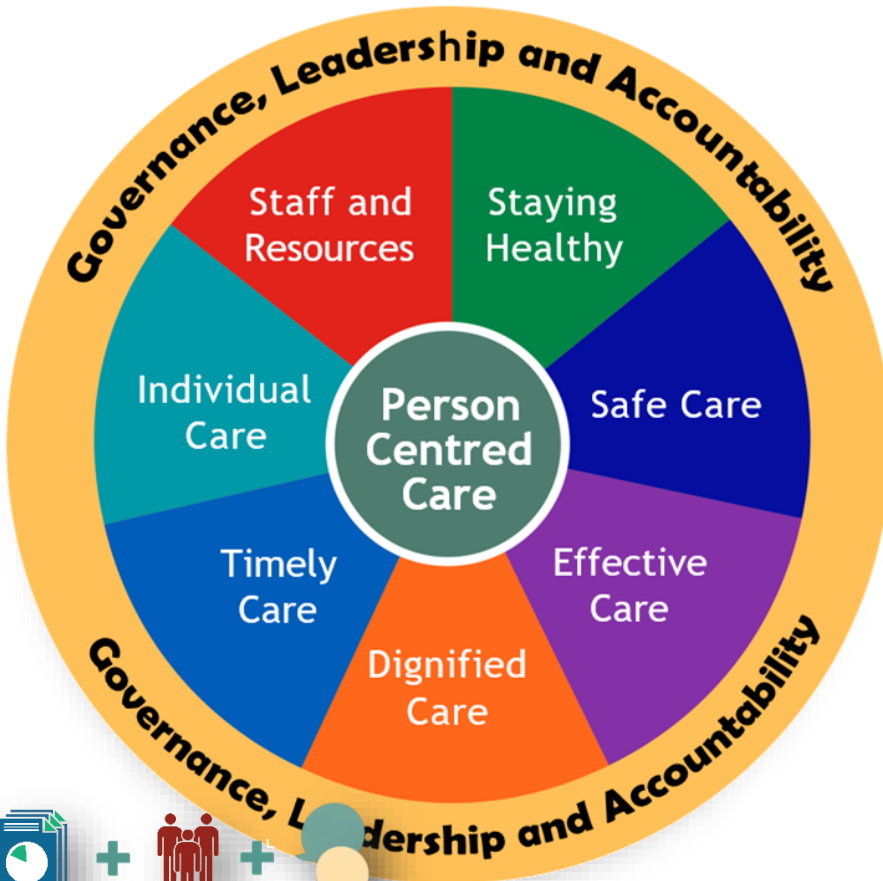 Governance, Leadership and Accountability
Staff and
Resources
Staying
Healthy
Individual
Care
Person
Centred
Care
Safe Care
Timely
Care
Effective
Care
Dignified
Care
Governance, L dership and Accountability